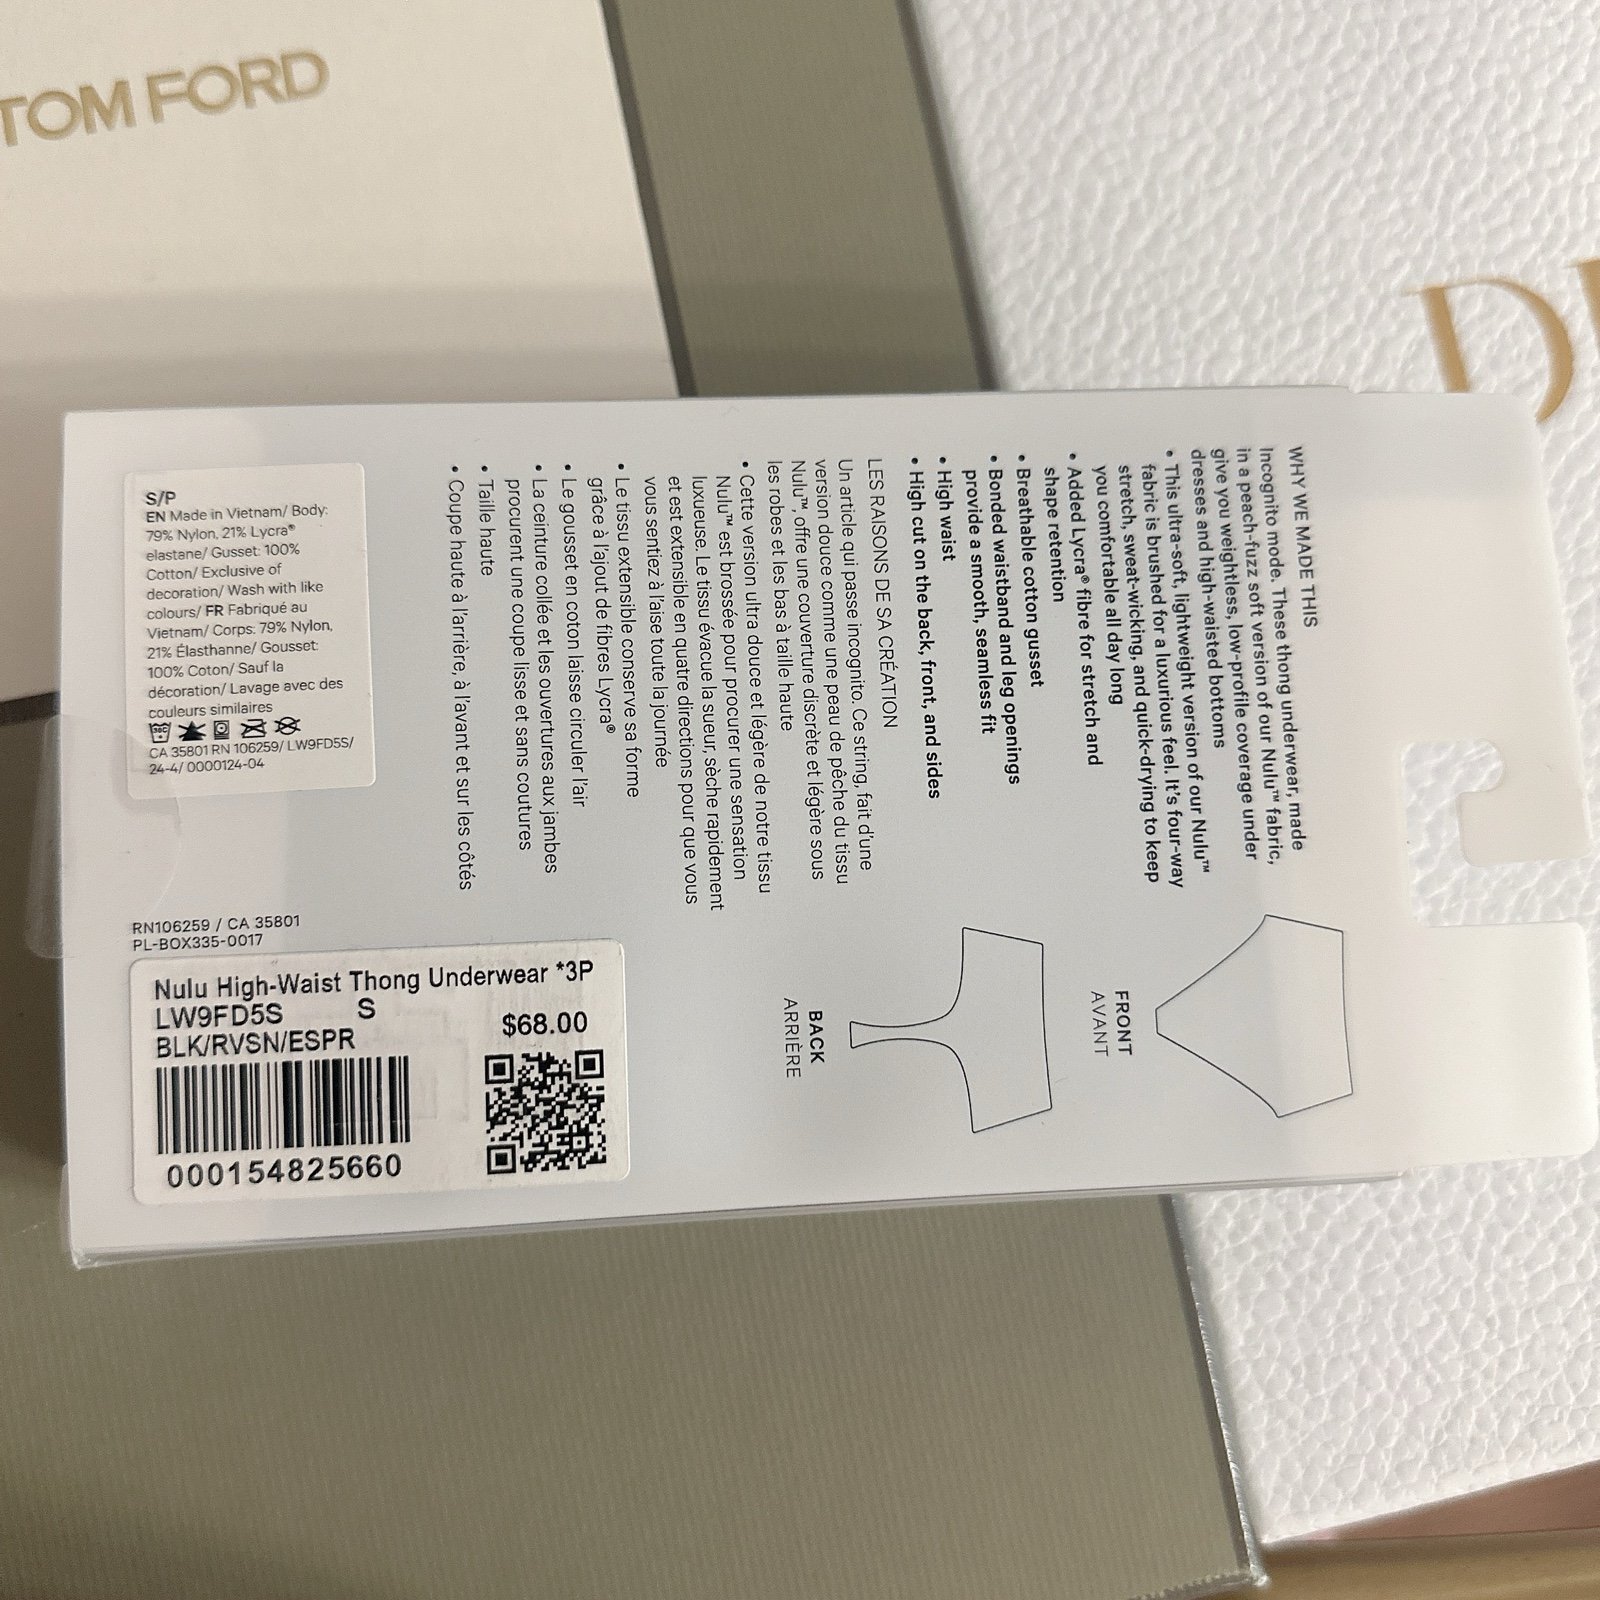 TOM FORD
DI
WHY WE MADE THIS
Incognito mode. These thong underwear, made
in a peach-fuzz soft version of our Nulu™ fabric,
give you weightless, low-profile coverage under
dresses and high-waisted bottoms
• This ultra-soft, lightweight version of our Nulu™
fabric is brushed for a luxurious feel. It's four-way
stretch, sweat-wicking, and quick-drying to keep
you comfortable all day long
• Added Lycra® fibre for stretch and
shape retention
• Breathable cotton gusset
• Bonded waistband and leg openings
provide a smooth, seamless fit
• High waist
• High cut on the back, front, and sides
LES RAISONS DE SA CRÉATION
Un article qui passe incognito. Ce string, fait d'une
version douce comme une peau de pêche du tissu
Nulu™, offre une couverture discrète et légère sous
les robes et les bas à taille haute
• Cette version ultra douce et légère de notre tissu
Nulu™ est brossée pour procurer une sensation
luxueuse. Le tissu évacue la sueur, sèche rapidement
et est extensible en quatre directions pour que vous
vous sentiez à l'aise toute la journée
• Le tissu extensible conserve sa forme
grâce à l'ajout de fibres Lycra®
• Le gousset en coton laisse circuler l'air
• La ceinture collée et les ouvertures aux jambes
procurent une coupe lisse et sans coutures
• Taille haute
• Coupe haute à l'arrière, à l'avant et sur les côtés
FRONT
AVANT
BACK
ARRIÈRE
S/P
EN Made in Vietnam/ Body:
79% Nylon, 21% Lycra®
elastane/ Gusset: 100%
Cotton/ Exclusive of
decoration/ Wash with like
colours/ FR Fabriqué au
Vietnam/ Corps: 79% Nylon,
21% Élasthanne/ Gousset:
100% Coton/ Sauf la
décoration/ Lavage avec des
couleurs similaires
CA 35801 RN 106259/ LW9FD5S/
24-4/ 0000124-04
RN106259 / CA 35801
PL-BOX335-0017
Nulu High-Waist Thong Underwear *3P
LW9FD5S S
$68.00
BLK/RVSN/ESPR
000154825660